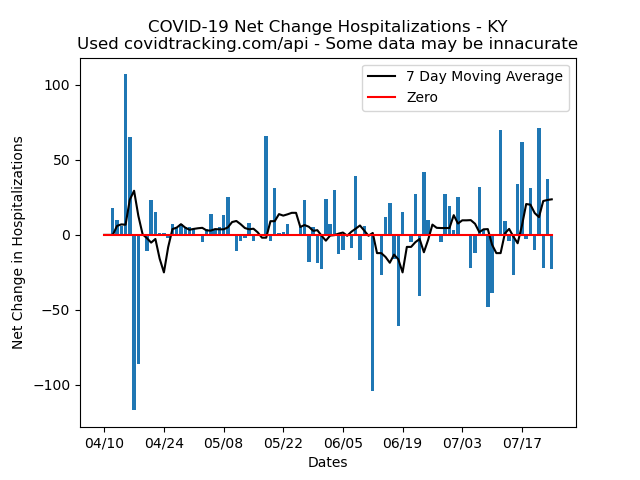 COVID-19 Net Change Hospitalizations - KY
Used covidtracking.com/api - Some data may be innacurate
7 Day Moving Average
Zero
Net Change in Hospitalizations
100
50
0
−50
−100
04/10 04/24 05/08 05/22 06/05 06/19 07/03 07/17
Dates